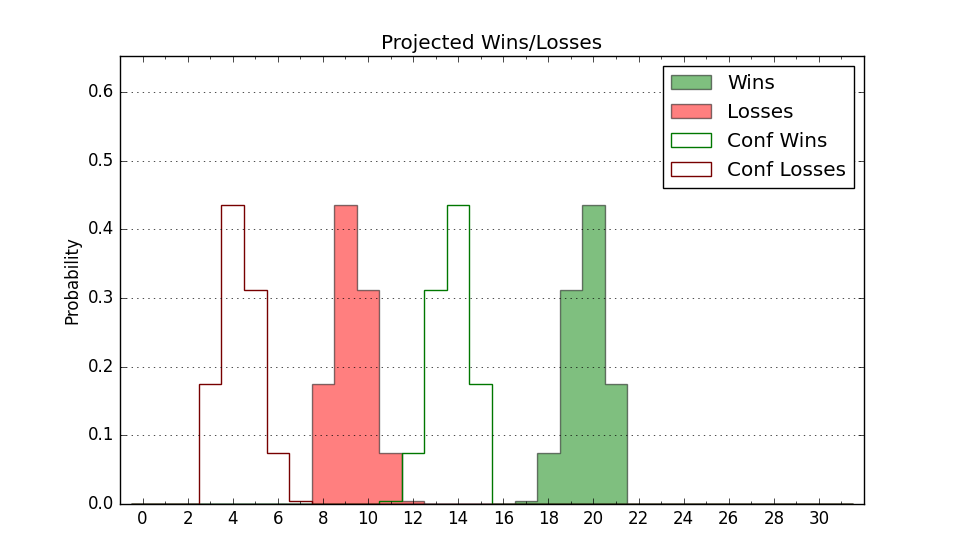 Projected Wins/Losses
Wins
Losses
Conf Wins
Conf Losses
Probability
0.6
0.5
0.4
0.3
0.2
0.1
0.0
0 2 4 6 8 10 12 14 16 18 20 22 24 26 28 30